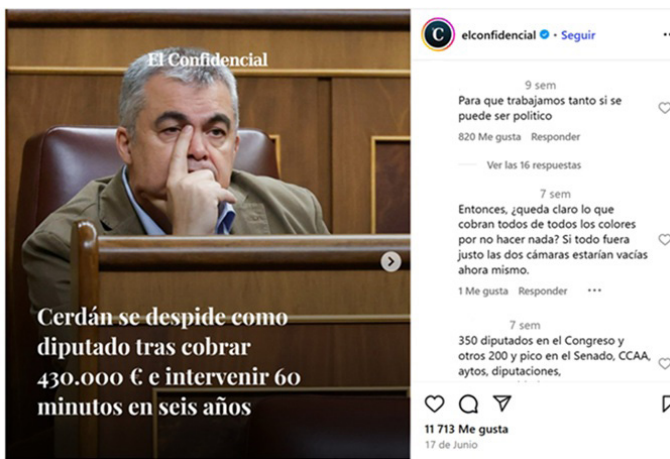 El Confidencial
Cerdán se despide como
diputado tras cobrar
430.000 € e intervenir 60
minutos en seis años
C
elconfidencial • Seguir
9 sem
Para que trabajamos tanto si se
puede ser politico
820 Me gusta Responder
Ver las 16 respuestas
7 sem
Entonces, ¿queda claro lo que
cobran todos de todos los colores
por no hacer nada? Si todo fuera
justo las dos cámaras estarían vacías
ahora mismo.
1 Me gusta Responder
7 sem
350 diputados en el Congreso y
otros 200 y pico en el Senado, CCAA,
aytos, diputaciones,
11 713 Me gusta
17 de Junio